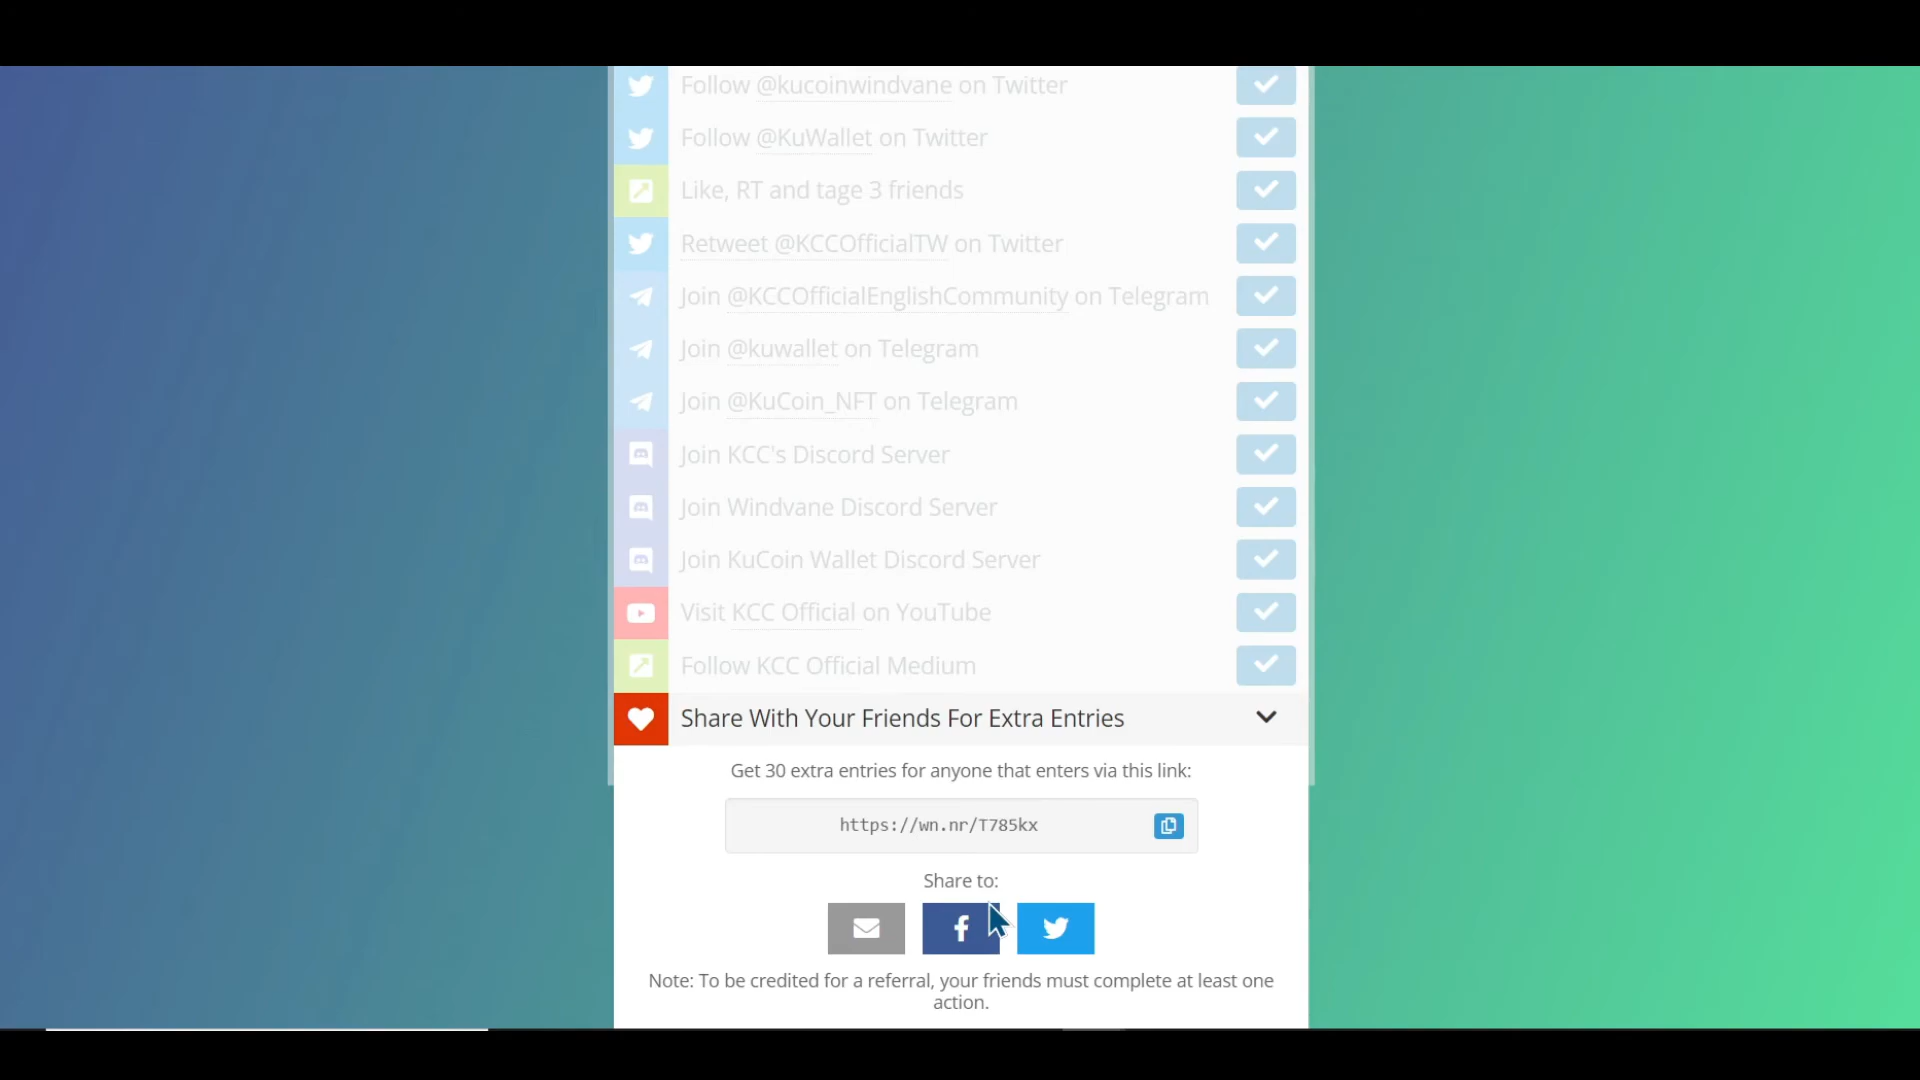 Follow @kucoinwindvane on Twitter
Follow @KuWallet on Twitter
Like, RT and tage 3 friends
Retweet @KCCOfficialTW on Twitter
Join @KCCOfficialEnglishCommunity on Telegram
Join @kuwallet on Telegram
Join @KuCoin_NFT on Telegram
Join KCC's Discord Server
Join Windvane Discord Server
Join KuCoin Wallet Discord Server
Visit KCC Official on YouTube
Follow KCC Official Medium
Share With Your Friends For Extra Entries
Get 30 extra entries for anyone that enters via this link:
https://wn.nr/T785kx
Share to:
Note: To be credited for a referral, your friends must complete at least one
action.